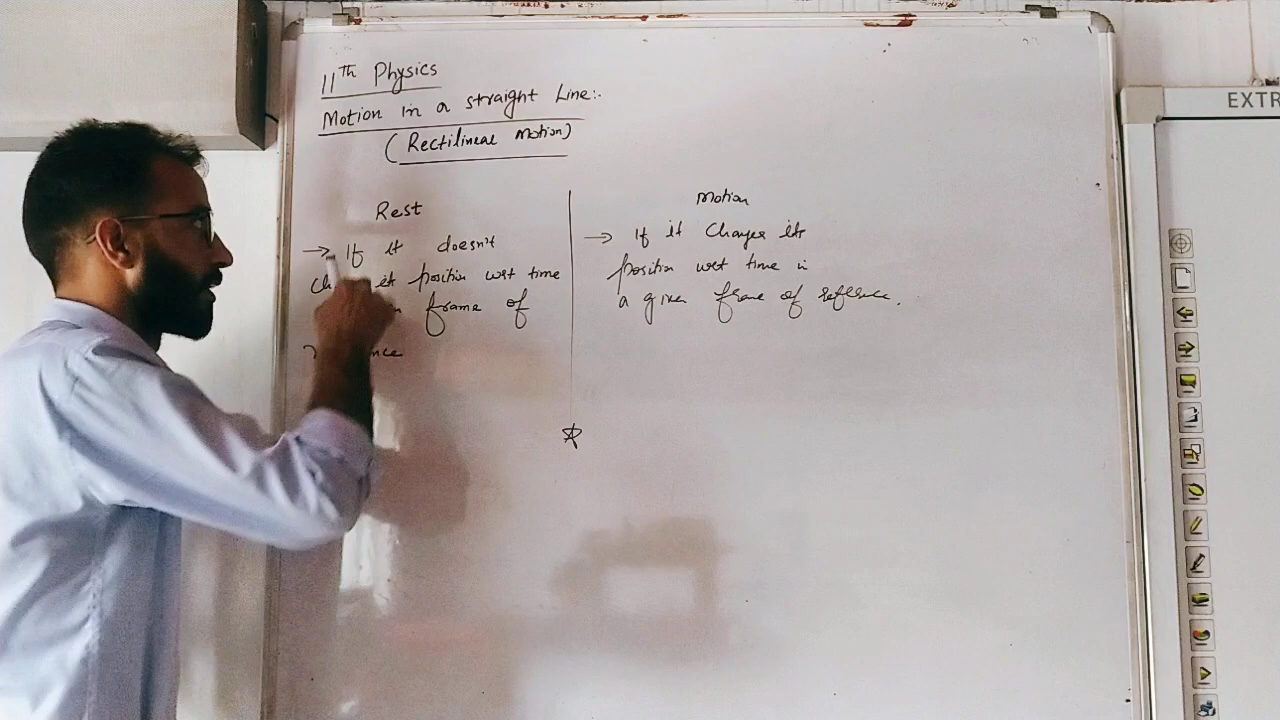 11th Physics
Motion in a straight Line:-
(Rectilinear Motion)
Rest
→ If it doesn't
its position wrt time
frame of
Motion
→ If it Changes its
position wrt time in
a given frame of reference.
EXTR